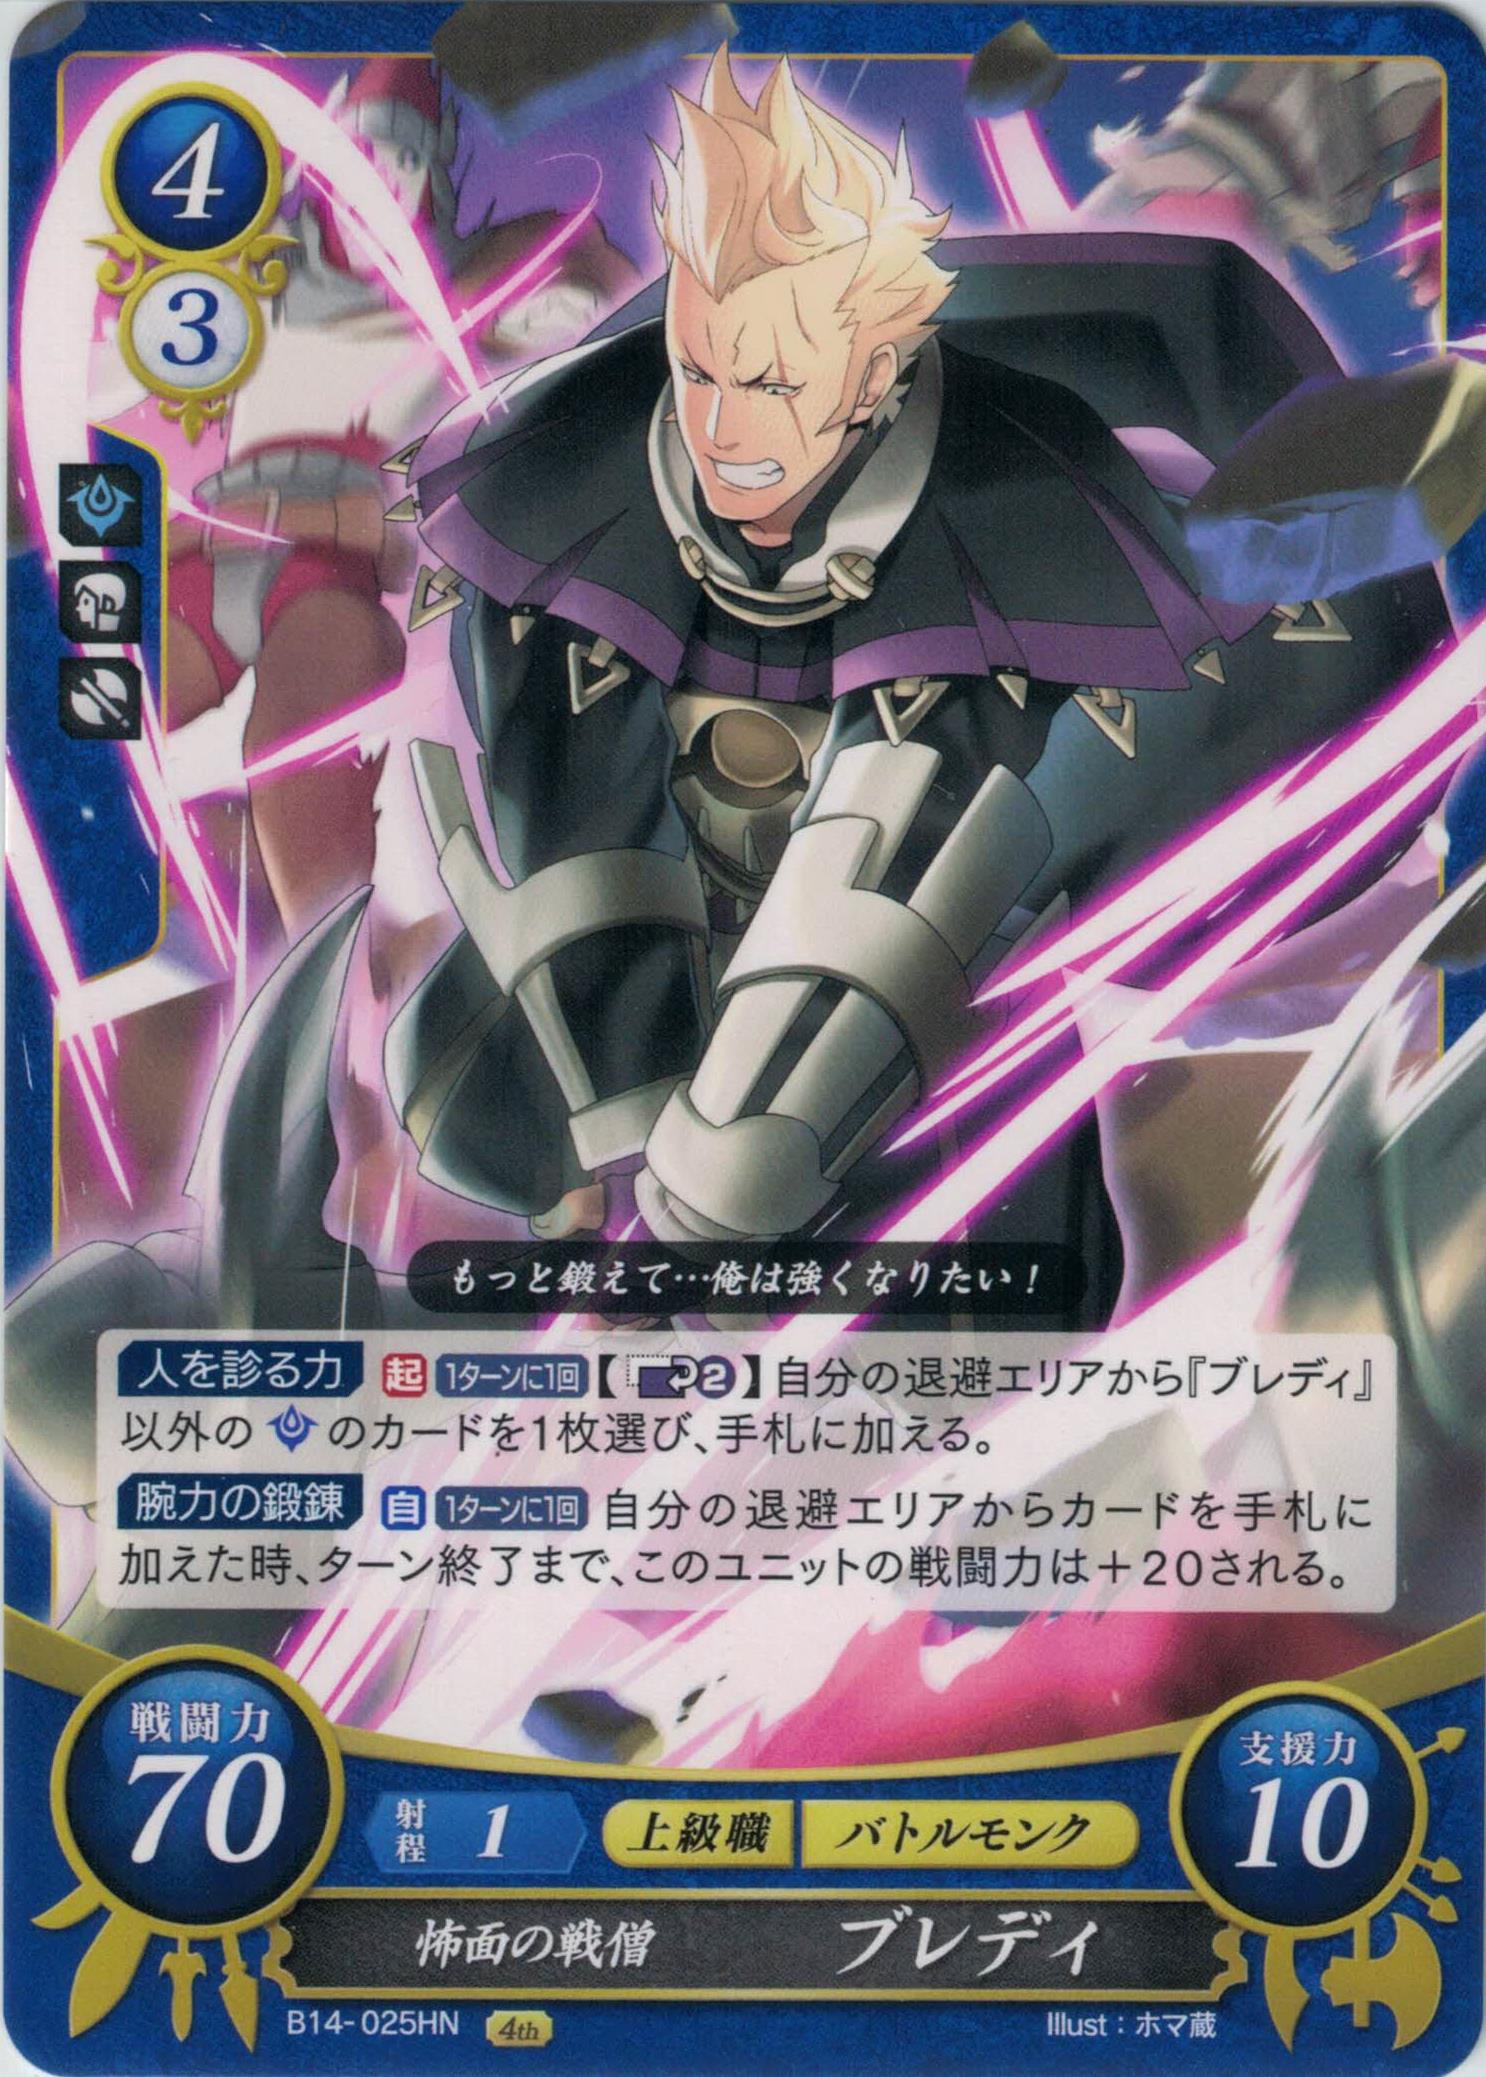 4
3
もっと鍛えて…俺は強くなりたい！
人を診る力 起 1ターンに1回【2】自分の退避エリアから『ブレディ』
以外の のカードを1枚選び、手札に加える。
腕力の鍛錬 自 1ターンに1回 自分の退避エリアからカードを手札に
加えた時、ターン終了まで、このユニットの戦闘力は＋20される。
戦闘力
70
射程 1
上級職 バトルモンク
支援力
10
怖面の戦僧 ブレディ
B14-025HN 4th Illust：ホマ蔵